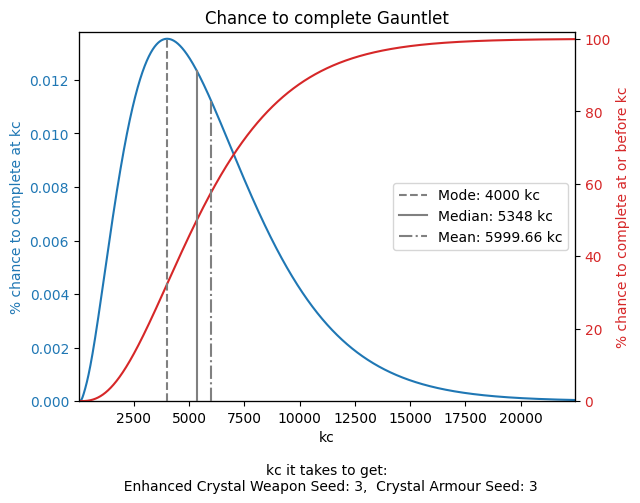 Chance to complete Gauntlet
% chance to complete at kc
0.012
0.010
0.008
0.006
0.004
0.002
0.000
Mode: 4000 kc
Median: 5348 kc
Mean: 5999.66 kc
100
80
60
40
20
0
% chance to complete at or before kc
2500 5000 7500 10000 12500 15000 17500 20000
kc
kc it takes to get:
Enhanced Crystal Weapon Seed: 3,  Crystal Armour Seed: 3